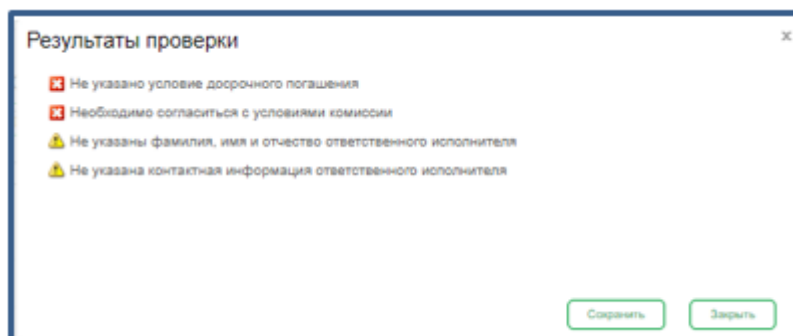 Результаты проверки
x
Не указано условие досрочного погашения
Необходимо согласиться с условиями комиссии
Не указаны фамилия, имя и отчество ответственного исполнителя
Не указана контактная информация ответственного исполнителя
Сохранить Закрыть